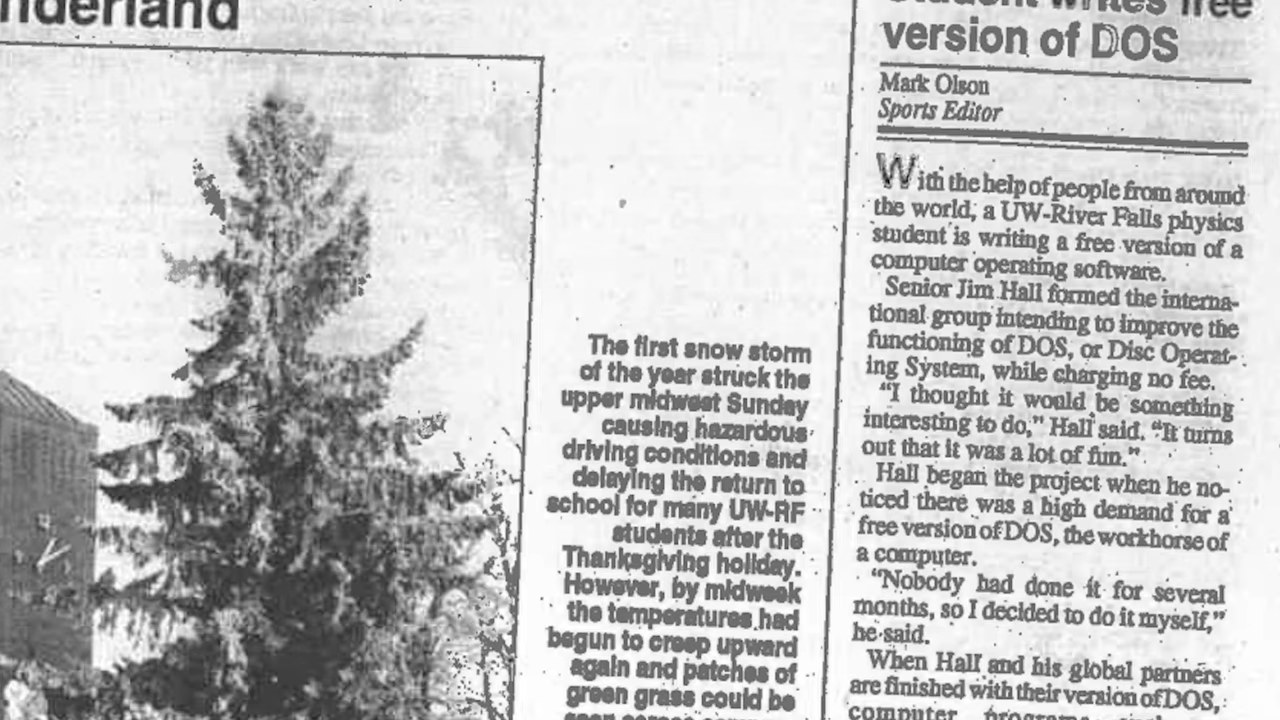 nderland
The first snow storm
of the year struck the
upper midwest Sunday
causing hazardous
driving conditions and
delaying the return to
school for many UW-RF
students after the
Thanksgiving holiday.
However, by midweek
the temperatures had
begun to creep upward
again and patches of
green grass could be
Student writes free
version of DOS
Mark Olson
Sports Editor
With the help of people from around
the world, a UW-River Falls physics
student is writing a free version of a
computer operating software.
Senior Jim Hall formed the interna-
tional group intending to improve the
functioning of DOS, or Disc Operat-
ing System, while charging no fee.
"I thought it would be something
interesting to do," Hall said. "It turns
out that it was a lot of fun."
Hall began the project when he no-
ticed there was a high demand for a
free version of DOS, the workhorse of
a computer.
"Nobody had done it for several
months, so I decided to do it myself,"
he said.
When Hall and his global partners
are finished with their version of DOS,
computer